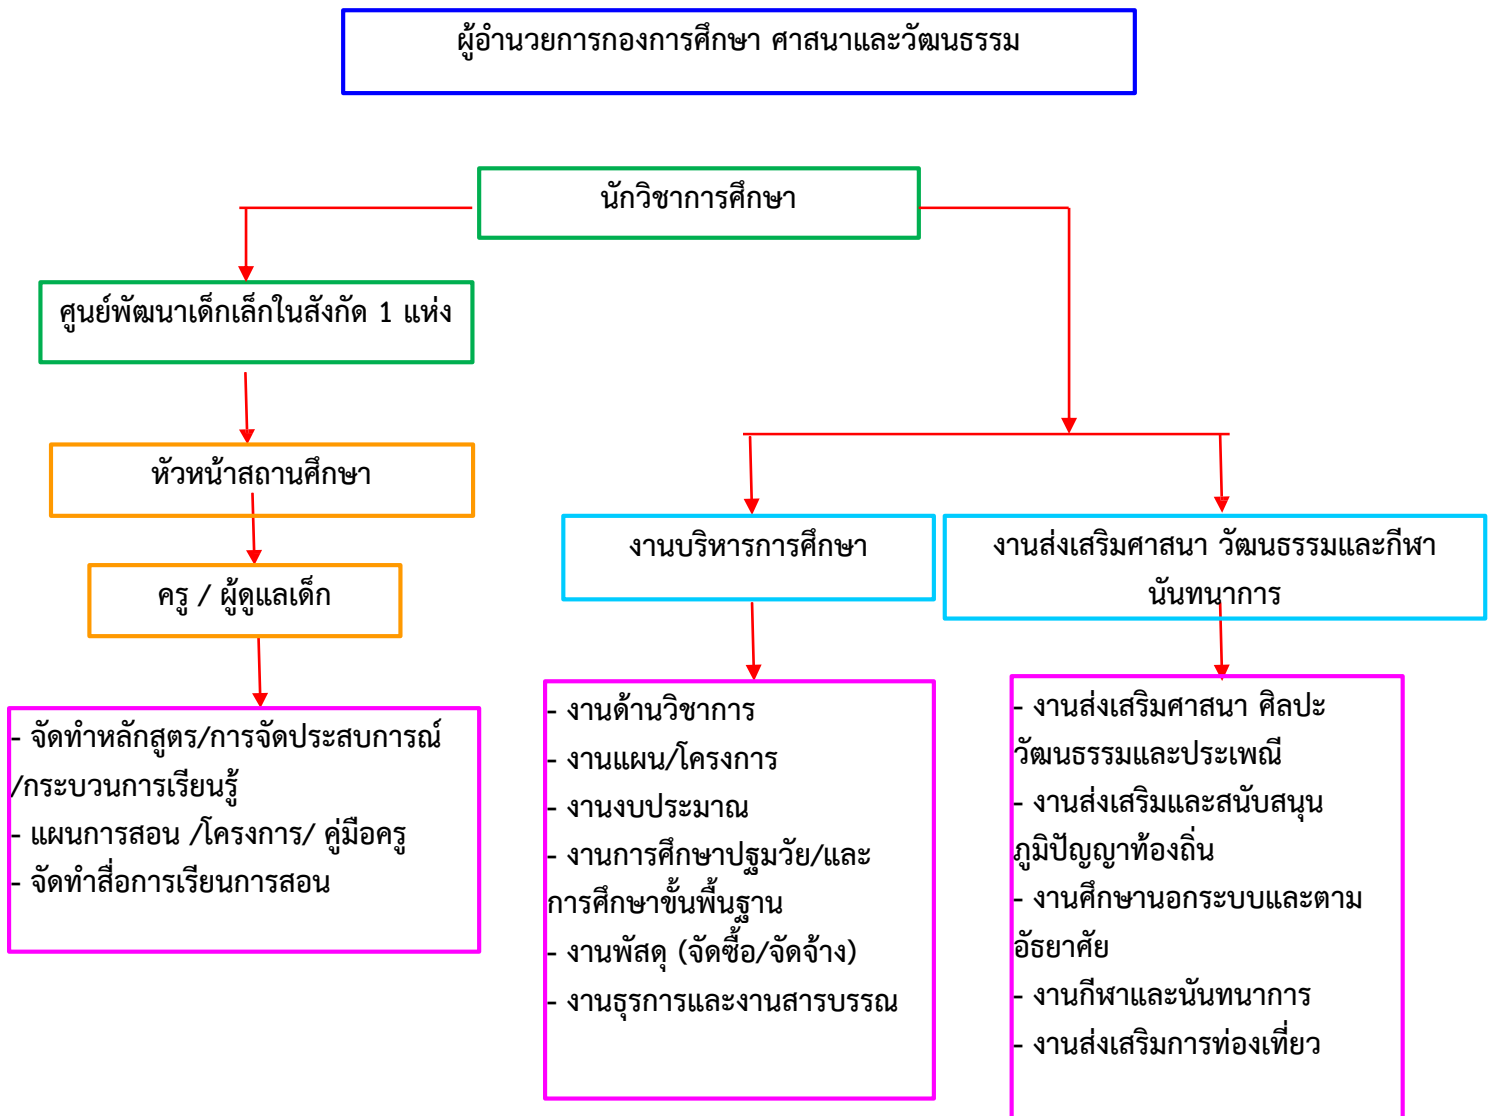 ผู้อำนวยการกองการศึกษา ศาสนาและวัฒนธรรม
นักวิชาการศึกษา
ศูนย์พัฒนาเด็กเล็กในสังกัด 1 แห่ง
หัวหน้าสถานศึกษา
ครู / ผู้ดูแลเด็ก
- จัดทำหลักสูตร/การจัดประสบการณ์
/กระบวนการเรียนรู้
- แผนการสอน /โครงการ/ คู่มือครู
- จัดทำสื่อการเรียนการสอน
งานบริหารการศึกษา
- งานด้านวิชาการ
- งานแผน/โครงการ
- งานงบประมาณ
- งานการศึกษาปฐมวัย/และ
การศึกษาขั้นพื้นฐาน
- งานพัสดุ (จัดซื้อ/จัดจ้าง)
- งานธุรการและงานสารบรรณ
งานส่งเสริมศาสนา วัฒนธรรมและกีฬา
นันทนาการ
- งานส่งเสริมศาสนา ศิลปะ
วัฒนธรรมและประเพณี
- งานส่งเสริมและสนับสนุน
ภูมิปัญญาท้องถิ่น
- งานศึกษานอกระบบและตาม
อัธยาศัย
- งานกีฬาและนันทนาการ
- งานส่งเสริมการท่องเที่ยว